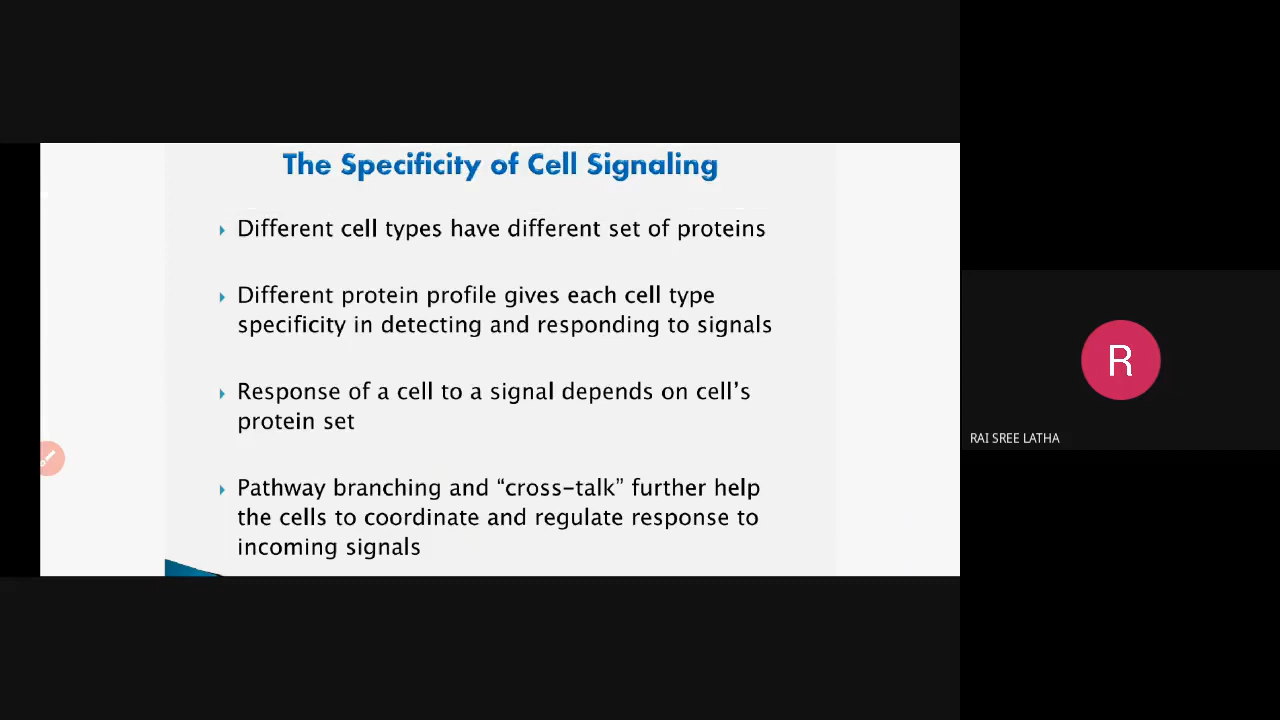 The Specificity of Cell Signaling
Different cell types have different set of proteins
Different protein profile gives each cell type
specificity in detecting and responding to signals
Response of a cell to a signal depends on cell’s
protein set
Pathway branching and “cross-talk” further help
the cells to coordinate and regulate response to
incoming signals
R
RAI SREE LATHA